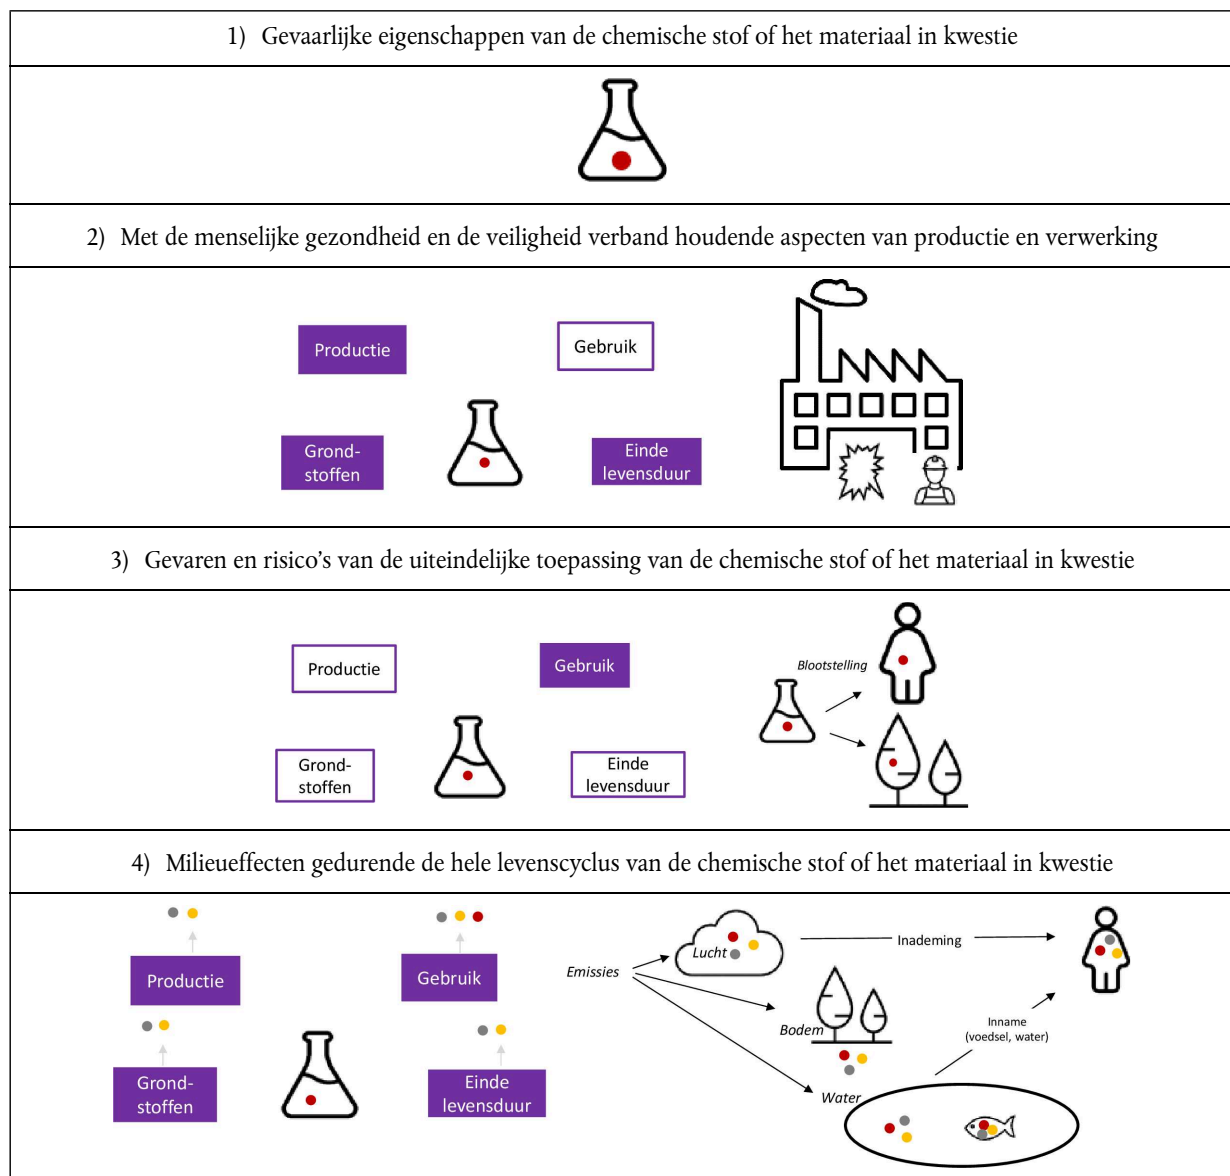 1) Gevaarlijke eigenschappen van de chemische stof of het materiaal in kwestie
2) Met de menselijke gezondheid en de veiligheid verband houdende aspecten van productie en verwerking
Productie
Gebruik
Grond-
stoffen
Einde
levensduur
3) Gevaren en risico's van de uiteindelijke toepassing van de chemische stof of het materiaal in kwestie
Productie
Gebruik
Blootstelling
Grond-
stoffen
Einde
levensduur
4) Milieueffecten gedurende de hele levenscyclus van de chemische stof of het materiaal in kwestie
Productie
Gebruik
Grond-
stoffen
Einde
levensduur
Emissies
Lucht
Inademing
Bodem
Inname
(voedsel, water)
Water